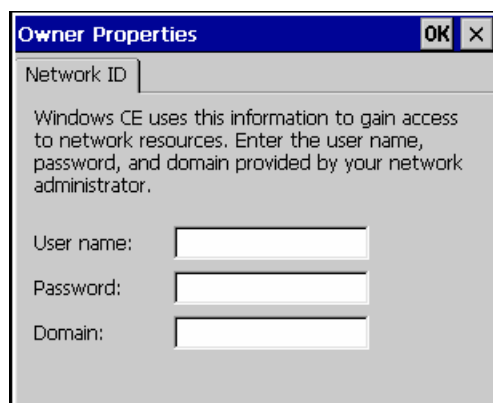 Owner Properties OK ×
Network ID
Windows CE uses this information to gain access
to network resources. Enter the user name,
password, and domain provided by your network
administrator.
User name:
Password:
Domain: